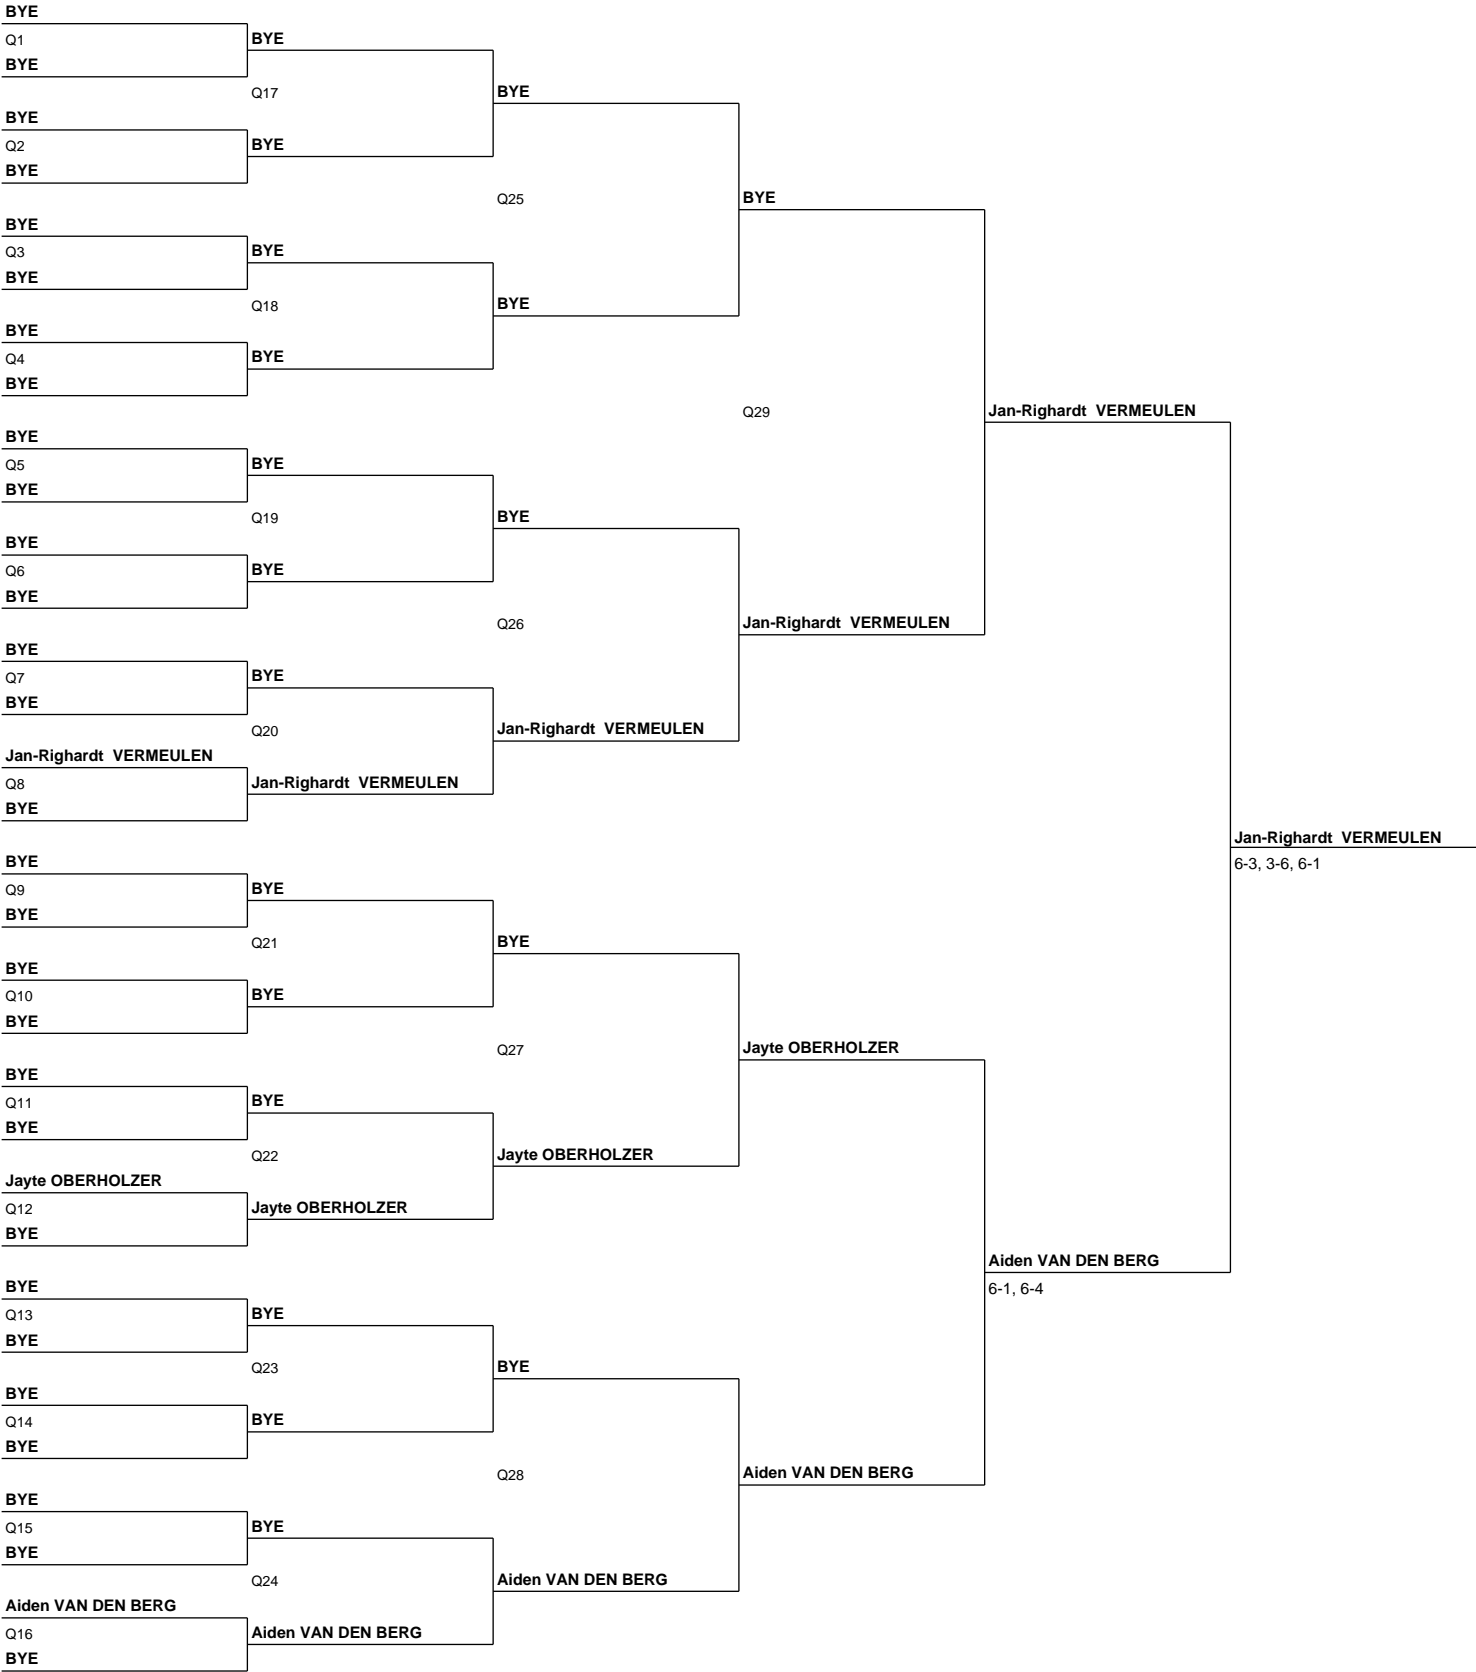 BYE
Q1
BYE
BYE
Q17
BYE
BYE
Q2
BYE
BYE
Q25
BYE
BYE
Q3
BYE
BYE
Q18
BYE
BYE
Q4
BYE
BYE
Q29
Jan-Righardt  VERMEULEN
BYE
Q5
BYE
BYE
Q19
BYE
BYE
Q6
BYE
BYE
Q26
Jan-Righardt  VERMEULEN
BYE
Q7
BYE
BYE
Q20
Jan-Righardt  VERMEULEN
Jan-Righardt  VERMEULEN
Q8
Jan-Righardt  VERMEULEN
BYE
Jan-Righardt  VERMEULEN
6-3, 3-6, 6-1
BYE
Q9
BYE
BYE
Q21
BYE
BYE
Q10
BYE
BYE
Q27
Jayte OBERHOLZER
BYE
Q11
BYE
BYE
Q22
Jayte OBERHOLZER
Jayte OBERHOLZER
Q12
Jayte OBERHOLZER
BYE
Aiden VAN DEN BERG
6-1, 6-4
BYE
Q13
BYE
BYE
Q23
BYE
BYE
Q14
BYE
BYE
Q28
Aiden VAN DEN BERG
BYE
Q15
BYE
BYE
Q24
Aiden VAN DEN BERG
Aiden VAN DEN BERG
Q16
Aiden VAN DEN BERG
BYE